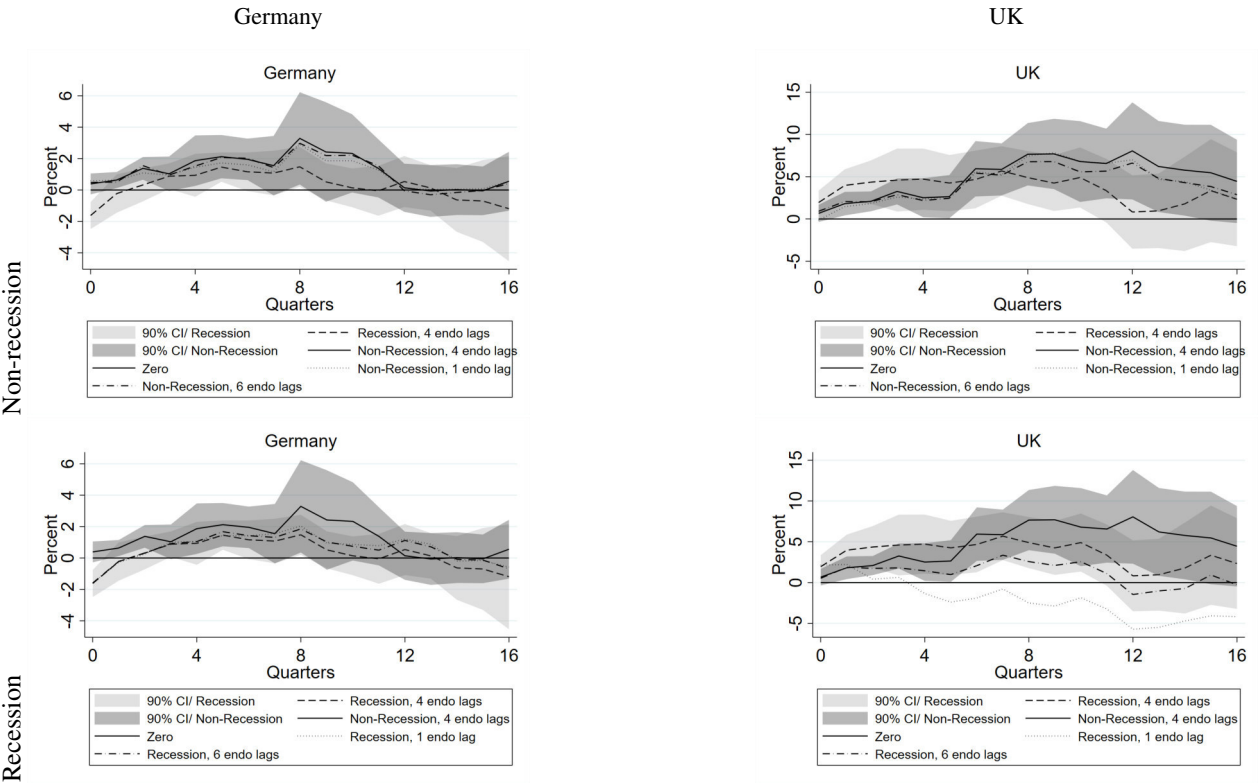 Germany
UK
Non-recession
Germany
Percent
6
4
2
0
-2
-4
0
4
8
12
16
Quarters
90% CI/ Recession
Recession, 4 endo lags
90% CI/ Non-Recession
Non-Recession, 4 endo lags
Zero
Non-Recession, 1 endo lag
Non-Recession, 6 endo lags
UK
Percent
15
10
5
0
-5
0
4
8
12
16
Quarters
90% CI/ Recession
Recession, 4 endo lags
90% CI/ Non-Recession
Non-Recession, 4 endo lags
Zero
Non-Recession, 1 endo lag
Non-Recession, 6 endo lags
Recession
Germany
Percent
6
4
2
0
-2
-4
0
4
8
12
16
Quarters
90% CI/ Recession
Recession, 4 endo lags
90% CI/ Non-Recession
Non-Recession, 4 endo lags
Zero
Recession, 1 endo lag
Recession, 6 endo lags
UK
Percent
15
10
5
0
-5
0
4
8
12
16
Quarters
90% CI/ Recession
Recession, 4 endo lags
90% CI/ Non-Recession
Non-Recession, 4 endo lags
Zero
Recession, 1 endo lag
Recession, 6 endo lags